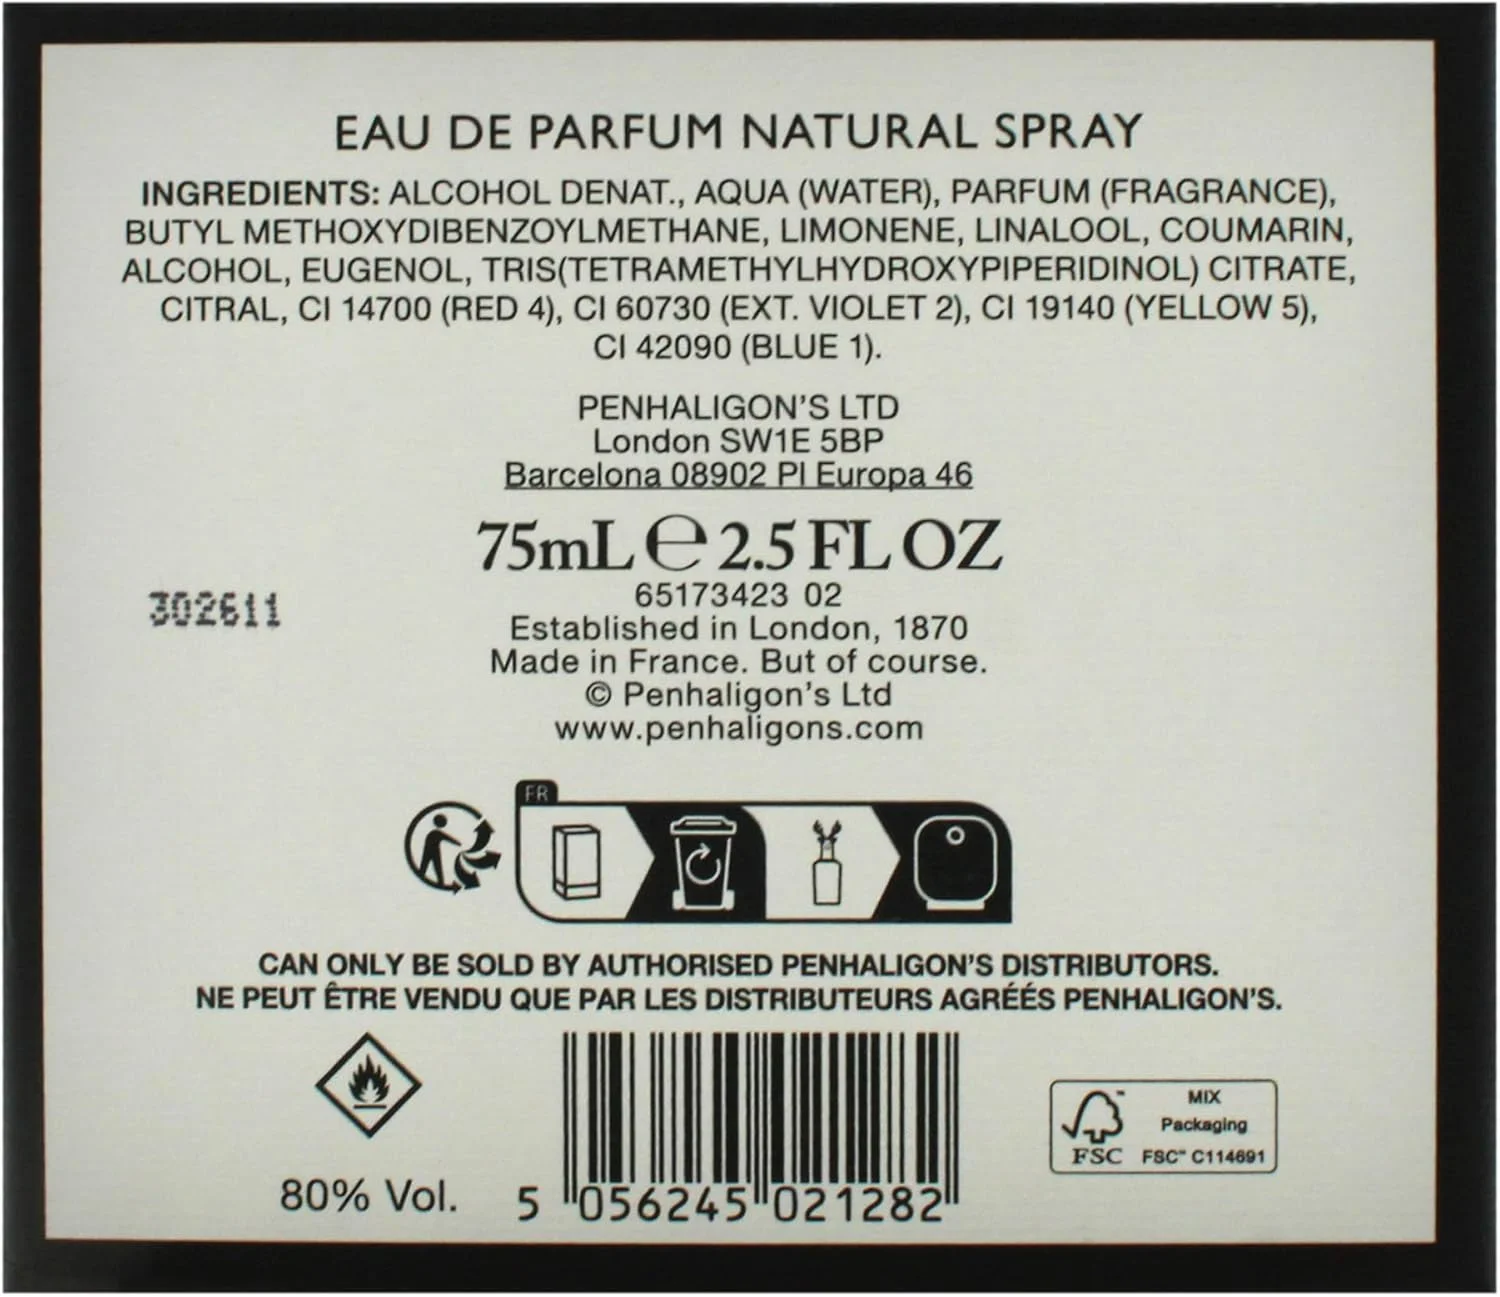 EAU DE PARFUM NATURAL SPRAY
INGREDIENTS: ALCOHOL DENAT., AQUA (WATER), PARFUM (FRAGRANCE),
BUTYL METHOXYDIBENZOYLMETHANE, LIMONENE, LINALOOL, COUMARIN,
ALCOHOL, EUGENOL, TRIS(TETRAMETHYLHYDROXYPIPERIDINOL) CITRATE,
CITRAL, CI 14700 (RED 4), CI 60730 (EXT. VIOLET 2), CI 19140 (YELLOW 5),
CI 42090 (BLUE 1).
PENHALIGON'S LTD
London SW1E 5BP
Barcelona 08902 Pl Europa 46
75mL ℮ 2.5 FL OZ
65173423 02
302611
Established in London, 1870
Made in France. But of course.
© Penhaligon's Ltd
www.penhaligons.com
FR
CAN ONLY BE SOLD BY AUTHORISED PENHALIGON'S DISTRIBUTORS.
NE PEUT ÊTRE VENDU QUE PAR LES DISTRIBUTEURS AGRÉÉS PENHALIGON'S.
80% Vol.
5 056245 021282
FSC
MIX
Packaging
FSC™ C114691